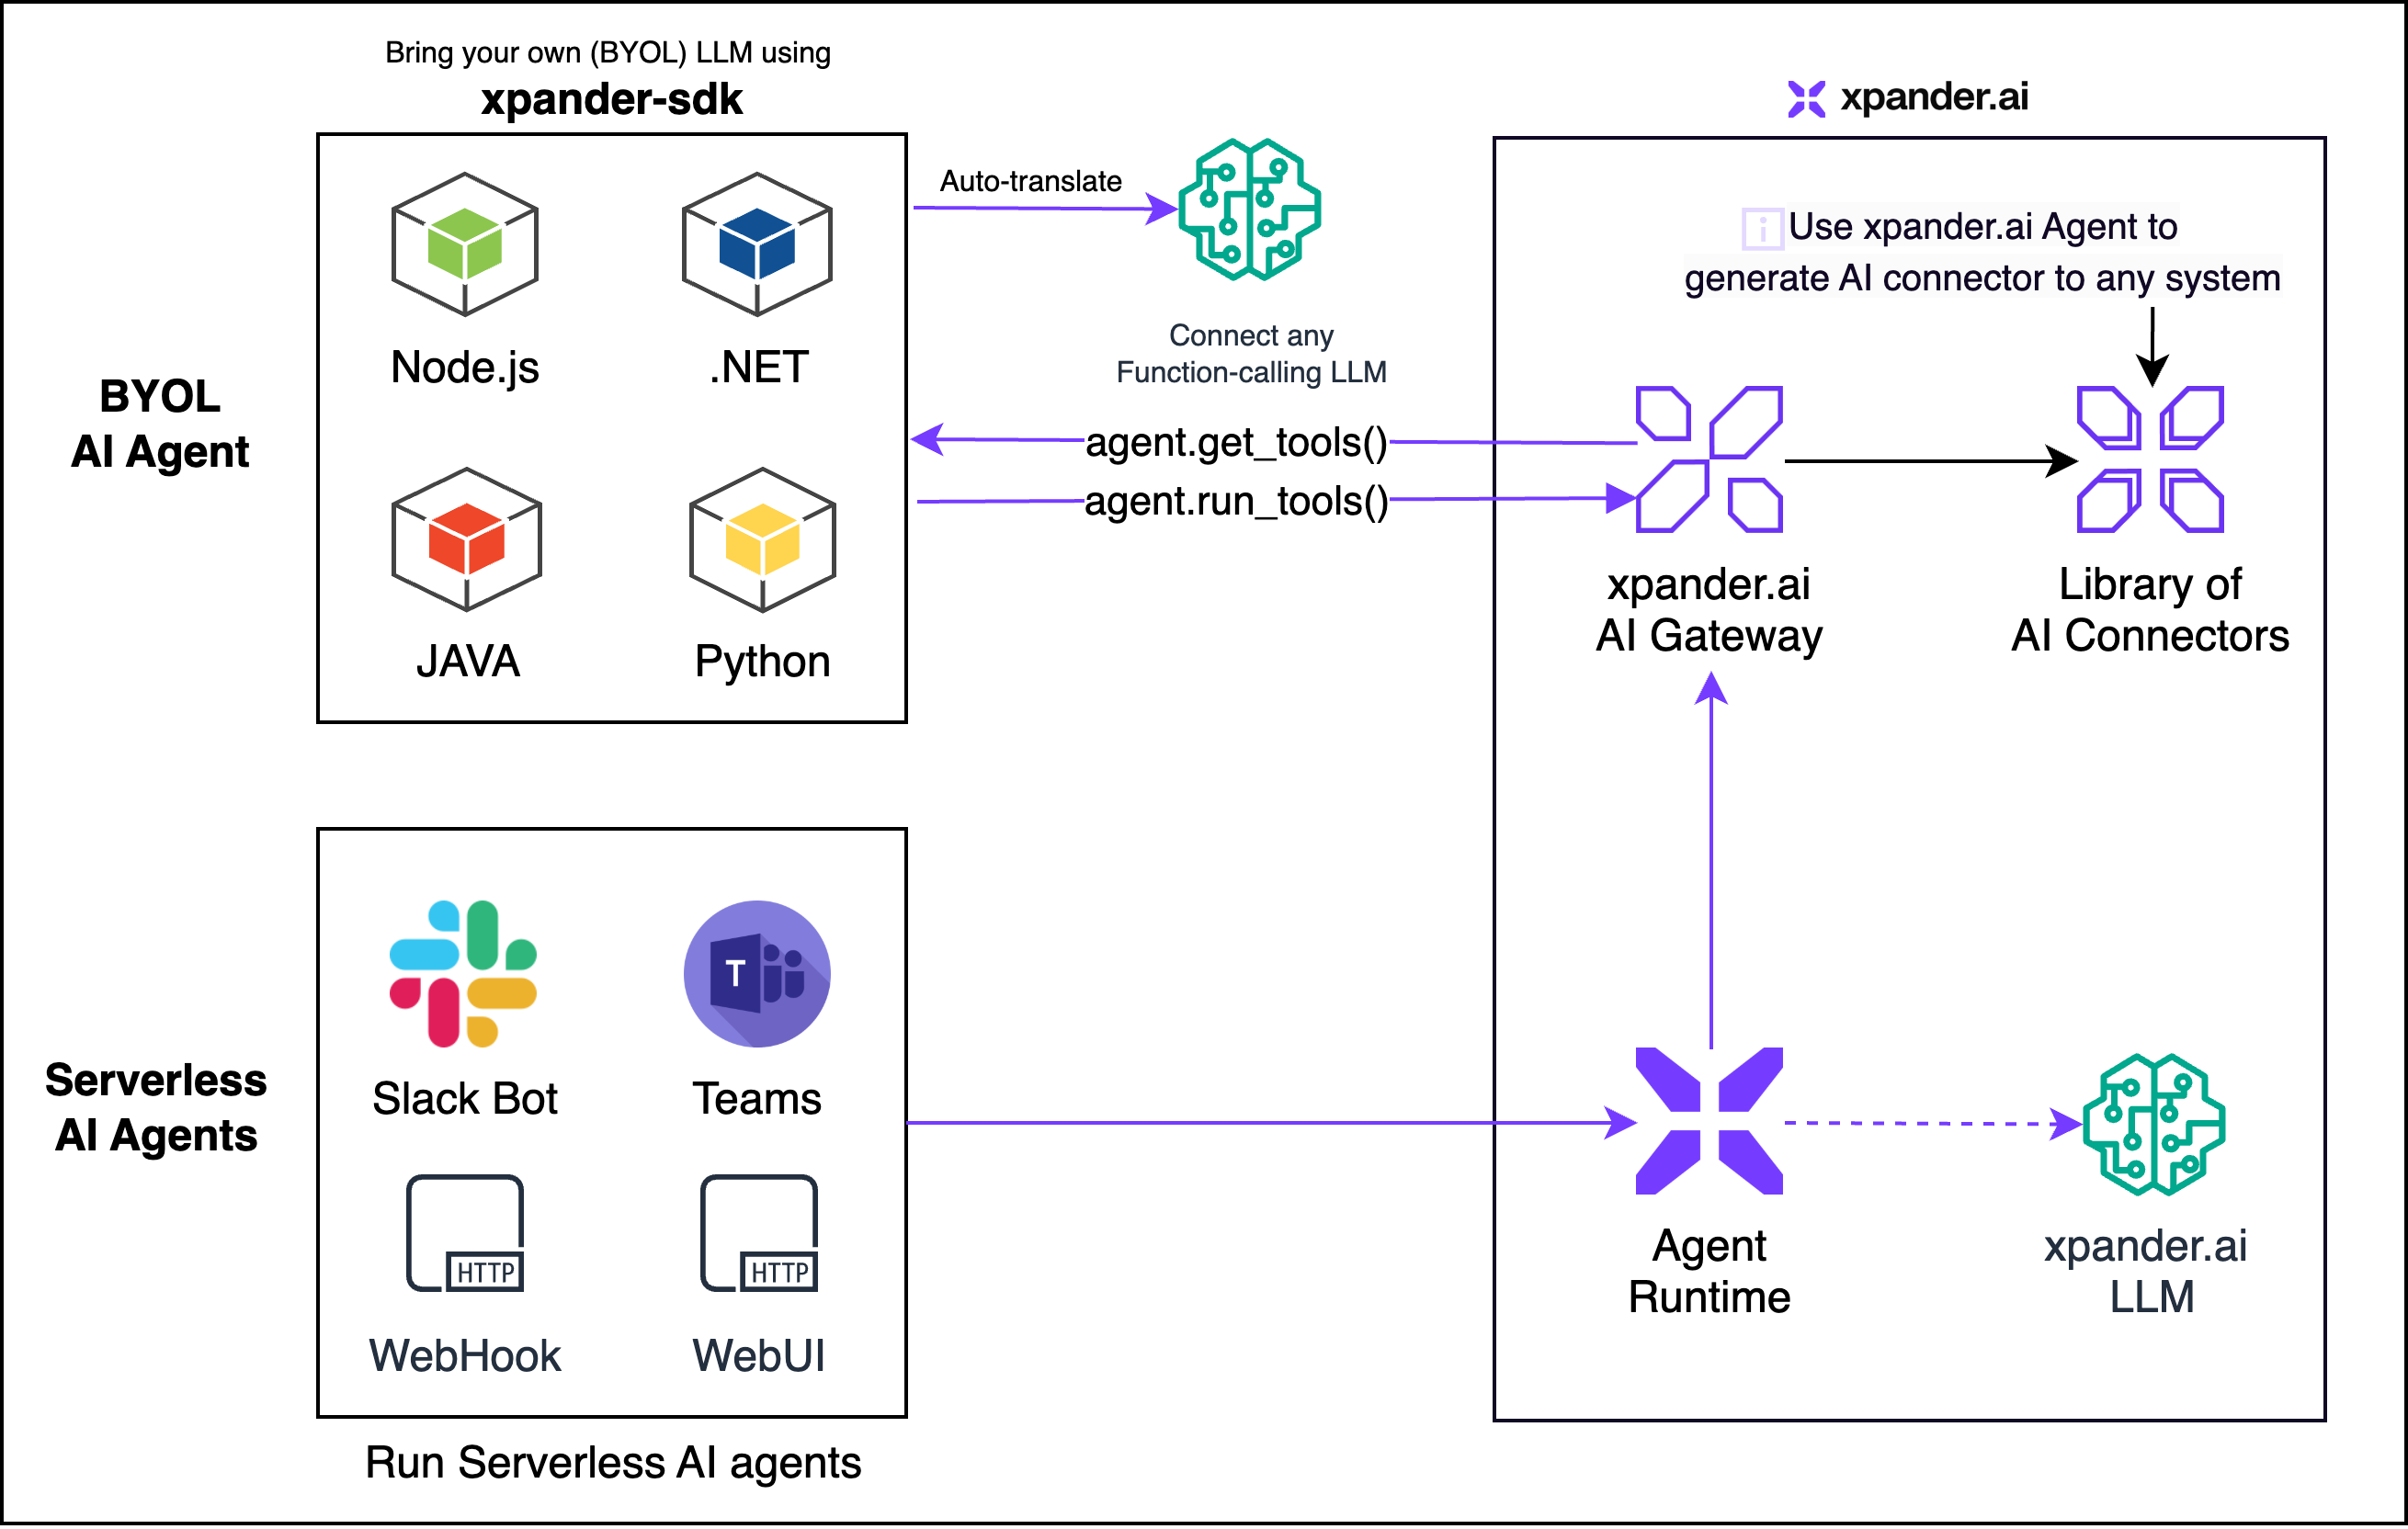 Bring your own (BYOL) LLM using
xpander-sdk
xpander.ai
Node.js
.NET
JAVA
Python
BYOL
AI Agent
Auto-translate
Connect any
Function-calling LLM
agent.get_tools()
agent.run_tools()
i
Use xpander.ai Agent to
generate AI connector to any system
xpander.ai
AI Gateway
Library of
AI Connectors
Serverless
AI Agents
Slack Bot
T
Teams
HTTP
WebHook
HTTP
WebUI
Run Serverless AI agents
Agent
Runtime
xpander.ai
LLM